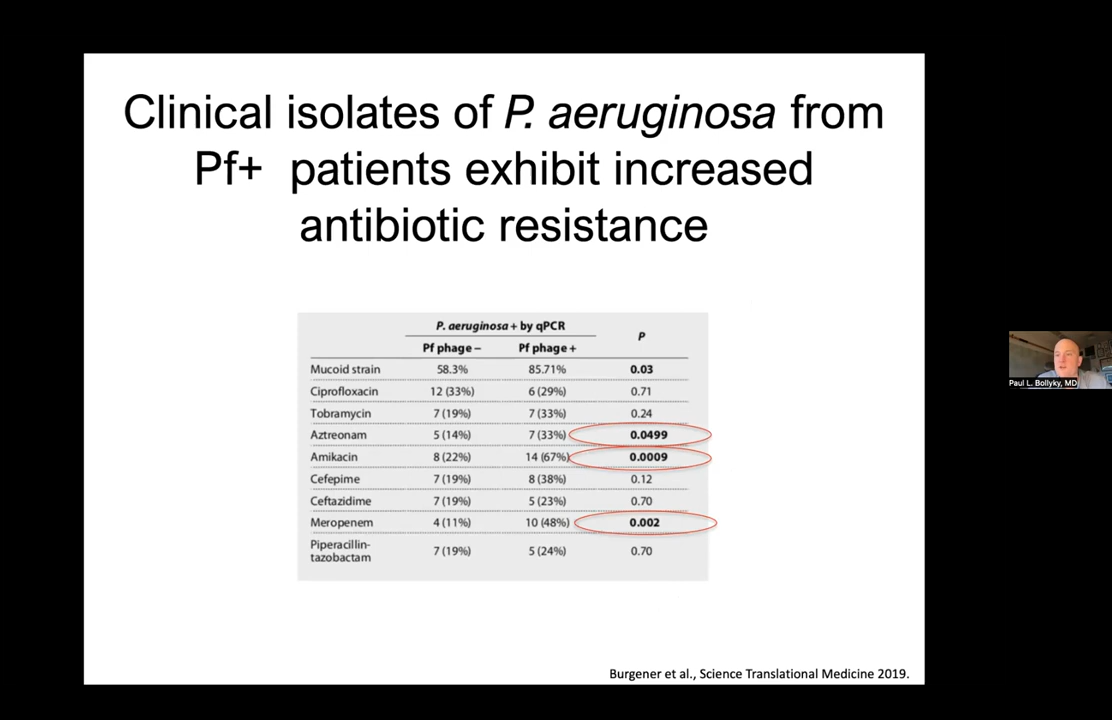 Clinical isolates of P. aeruginosa from
Pf+ patients exhibit increased
antibiotic resistance
P. aeruginosa + by qPCR
P
Pf phage – Pf phage +
Mucoid strain 58.3% 85.71% 0.03
Ciprofloxacin 12 (33%) 6 (29%) 0.71
Tobramycin 7 (19%) 7 (33%) 0.24
Aztreonam 5 (14%) 7 (33%) 0.0499
Amikacin 8 (22%) 14 (67%) 0.0009
Cefepime 7 (19%) 8 (38%) 0.12
Ceftazidime 7 (19%) 5 (23%) 0.70
Meropenem 4 (11%) 10 (48%) 0.002
Piperacillin-
tazobactam 7 (19%) 5 (24%) 0.70
Paul L. Bollyky, MD
Burgener et al., Science Translational Medicine 2019.